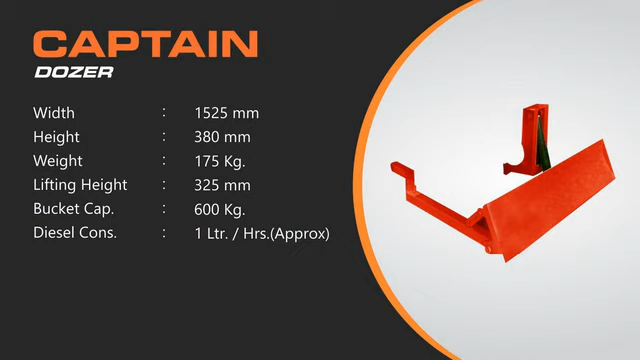 CAPTAIN
DOZER
Width : 1525 mm
Height : 380 mm
Weight : 175 Kg.
Lifting Height : 325 mm
Bucket Cap. : 600 Kg.
Diesel Cons. : 1 Ltr. / Hrs.(Approx)